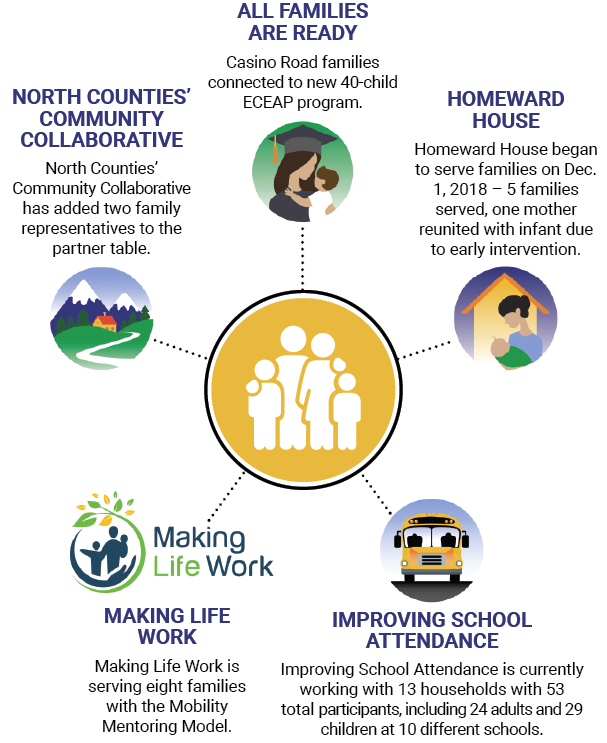 ALL FAMILIES
ARE READY
Casino Road families
connected to new 40-child
ECEAP program.
NORTH COUNTIES’
COMMUNITY
COLLABORATIVE
North Counties’
Community Collaborative
has added two family
representatives to the
partner table.
HOMEWARD
HOUSE
Homeward House began
to serve families on Dec.
1, 2018 – 5 families
served, one mother
reunited with infant due
to early intervention.
Making
Life Work
MAKING LIFE
WORK
Making Life Work is
serving eight families
with the Mobility
Mentoring Model.
IMPROVING SCHOOL
ATTENDANCE
Improving School Attendance is currently
working with 13 households with 53
total participants, including 24 adults and 29
children at 10 different schools.